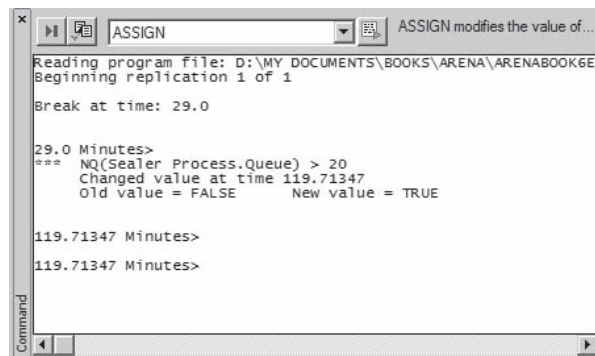 ASSIGN
ASSIGN modifies the value of...
Reading program file: D:\MY DOCUMENTS\BOOKS\ARENA\ARENABOOK6E
Beginning replication 1 of 1
Break at time: 29.0
29.0 Minutes>
*** NQ(Sealer Process.Queue) > 20
Changed value at time 119.71347
Old value = FALSE New value = TRUE
119.71347 Minutes>
119.71347 Minutes>
Command